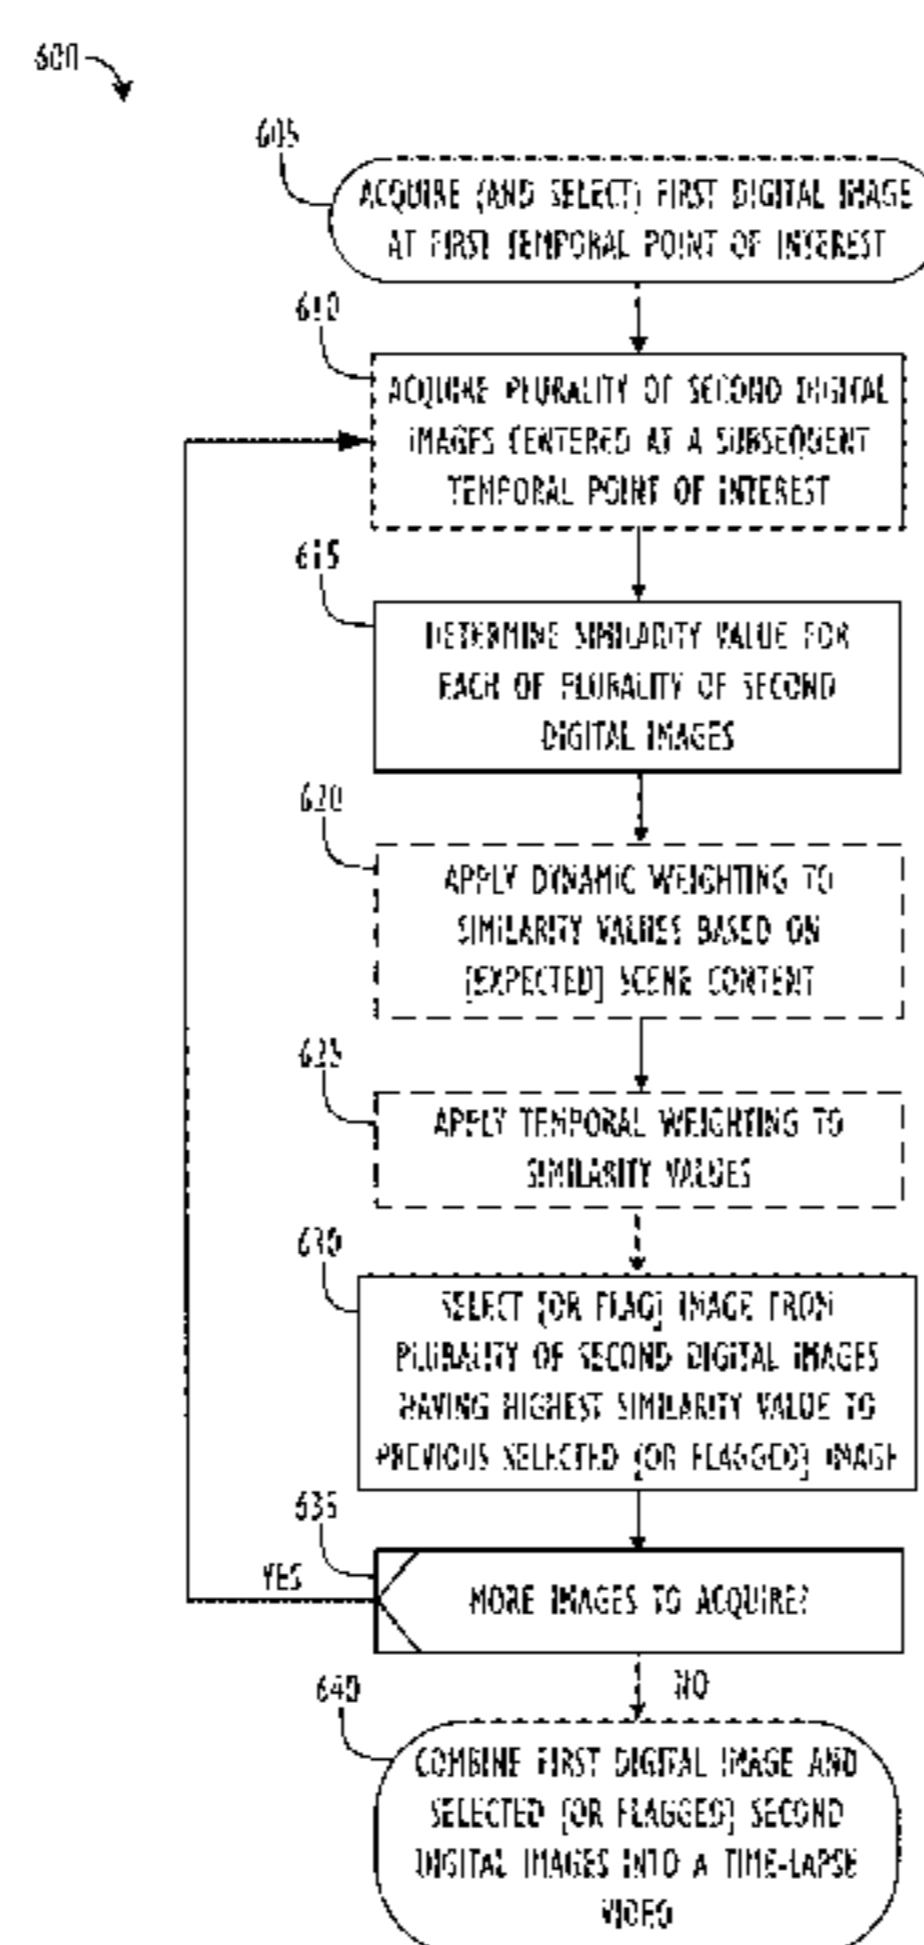 600
605
ACQUIRE (AND SELECT) FIRST DIGITAL IMAGE
AT FIRST TEMPORAL POINT OF INTEREST
610
ACQUIRE PLURALITY OF SECOND DIGITAL
IMAGES CENTERED AT A SUBSEQUENT
TEMPORAL POINT OF INTEREST
615
DETERMINE SIMILARITY VALUE FOR
EACH OF PLURALITY OF SECOND
DIGITAL IMAGES
620
APPLY DYNAMIC WEIGHTING TO
SIMILARITY VALUES BASED ON
[EXPECTED] SCENE CONTENT
625
APPLY TEMPORAL WEIGHTING TO
SIMILARITY VALUES
630
SELECT [OR FLAG] IMAGE FROM
PLURALITY OF SECOND DIGITAL IMAGES
HAVING HIGHEST SIMILARITY VALUE TO
PREVIOUS SELECTED [OR FLAGGED] IMAGE
635
YES
MORE IMAGES TO ACQUIRE?
NO
640
COMBINE FIRST DIGITAL IMAGE AND
SELECTED [OR FLAGGED] SECOND
DIGITAL IMAGES INTO A TIME-LAPSE
VIDEO